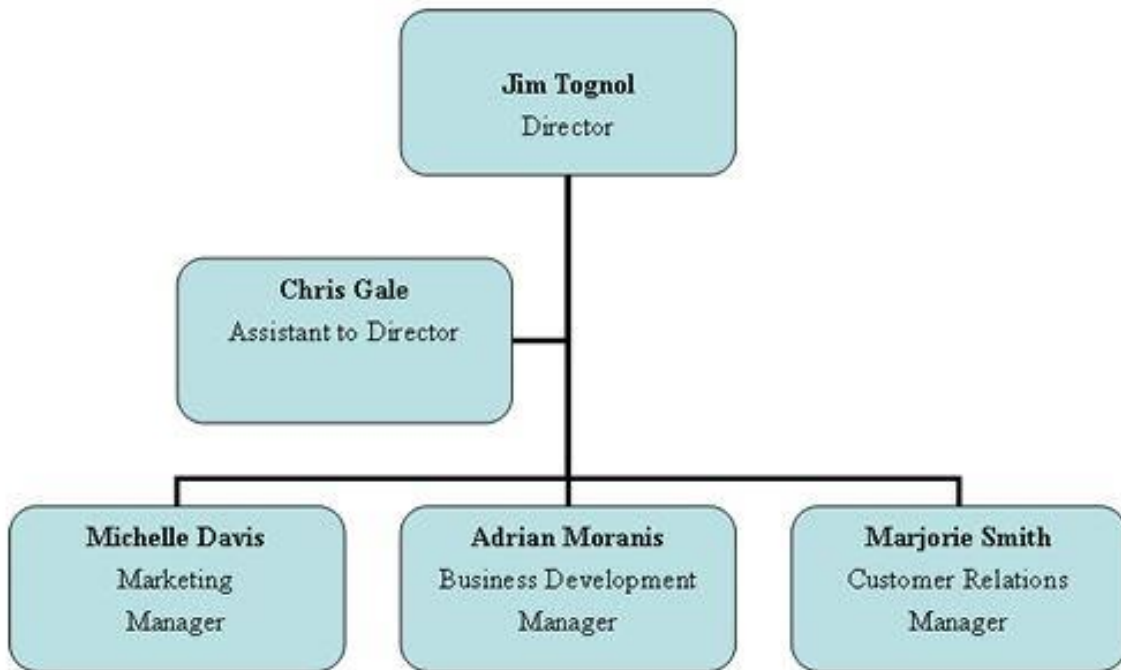 Jim Tognol
Director
Chris Gale
Assistant to Director
Michelle Davis
Marketing
Manager
Adrian Moranis
Business Development
Manager
Marjorie Smith
Customer Relations
Manager